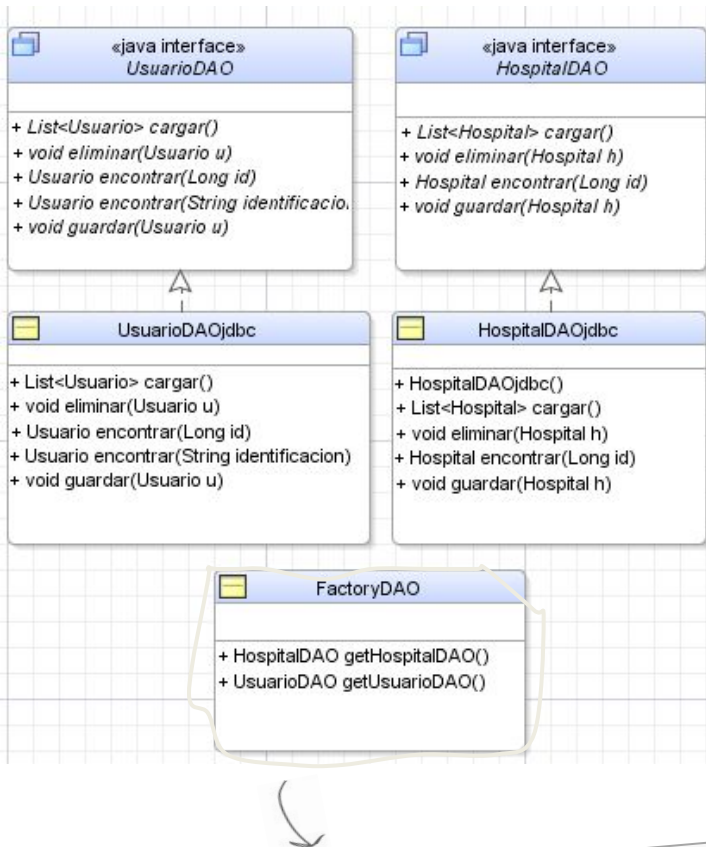 «java interface»
UsuarioDAO
+ List<Usuario> cargar()
+ void eliminar(Usuario u)
+ Usuario encontrar(Long id)
+ Usuario encontrar(String identificacio
+ void guardar(Usuario u)
«java interface»
HospitalDAO
+ List<Hospital> cargar()
+ void eliminar(Hospital h)
+ Hospital encontrar(Long id)
+ void guardar(Hospital h)
UsuarioDAOjdbc
+ List<Usuario> cargar()
+ void eliminar(Usuario u)
+ Usuario encontrar(Long id)
+ Usuario encontrar(String identificacion)
+ void guardar(Usuario u)
HospitalDAOjdbc
+ HospitalDAOjdbc()
+ List<Hospital> cargar()
+ void eliminar(Hospital h)
+ Hospital encontrar(Long id)
+ void guardar(Hospital h)
FactoryDAO
+ HospitalDAO getHospitalDAO()
+ UsuarioDAO getUsuarioDAO()